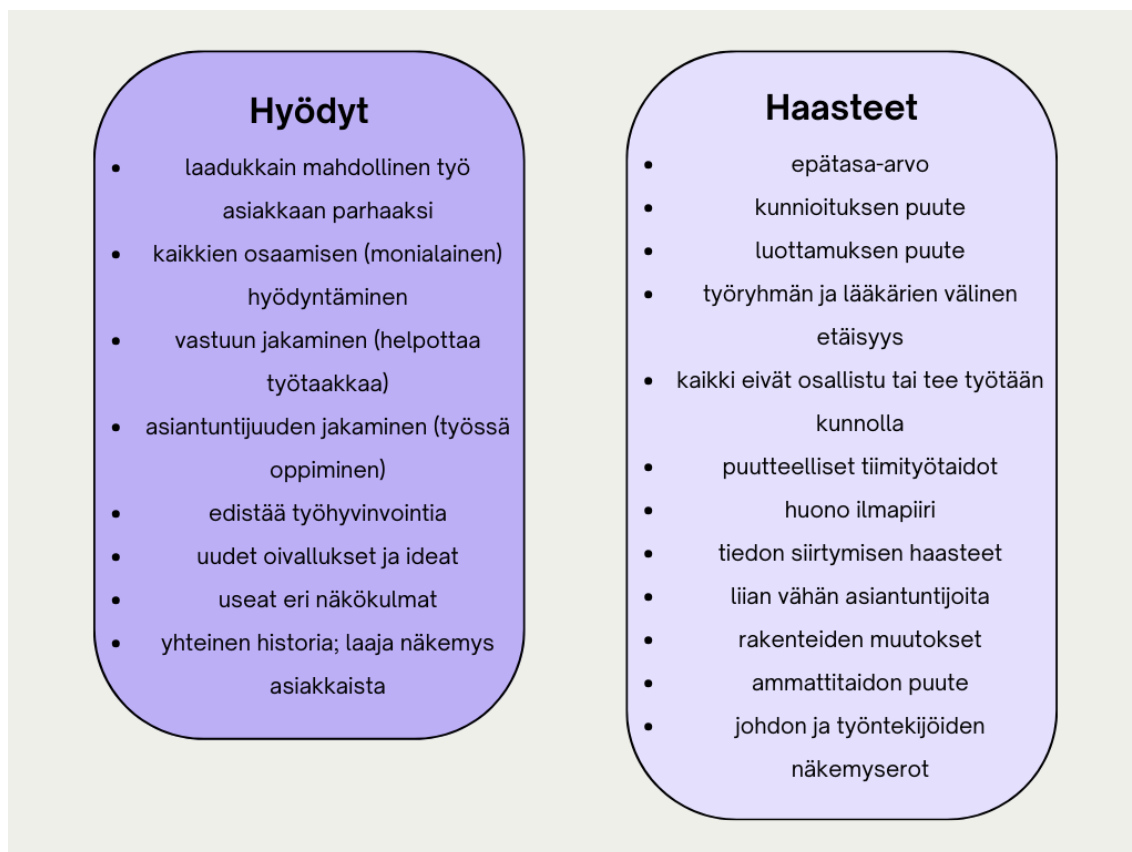 Hyödyt
• laadukkain mahdollinen työ
asiakkaan parhaaksi
• kaikkien osaamisen (monialainen)
hyödyntäminen
• vastuun jakaminen (helpottaa
työtaakkaa)
• asiantuntijuuden jakaminen (työssä
oppiminen)
• edistää työhyvinvointia
• uudet oivallukset ja ideat
• useat eri näkökulmat
• yhteinen historia; laaja näkemys
asiakkaista
Haasteet
• epätasa-arvo
• kunnioituksen puute
• luottamuksen puute
• työryhmän ja lääkärien välinen
etäisyys
• kaikki eivät osallistu tai tee työtään
kunnolla
• puutteelliset tiimityötaidot
• huono ilmapiiri
• tiedon siirtymisen haasteet
• liian vähän asiantuntijoita
• rakenteiden muutokset
• ammattitaidon puute
• johdon ja työntekijöiden
näkemyserot